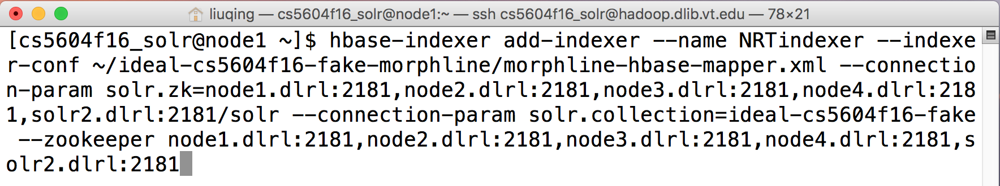 liuqing — cs5604f16_solr@node1:~ — ssh cs5604f16_solr@hadoop.dlib.vt.edu — 78×21
[cs5604f16_solr@node1 ~]$ hbase-indexer add-indexer --name NRTindexer --indexe
r-conf ~/ideal-cs5604f16-fake-morphline/morphline-hbase-mapper.xml --connectio
n-param solr.zk=node1.dlrl:2181,node2.dlrl:2181,node3.dlrl:2181,node4.dlrl:218
1,solr2.dlrl:2181/solr --connection-param solr.collection=ideal-cs5604f16-fake
 --zookeeper node1.dlrl:2181,node2.dlrl:2181,node3.dlrl:2181,node4.dlrl:2181,s
olr2.dlrl:2181